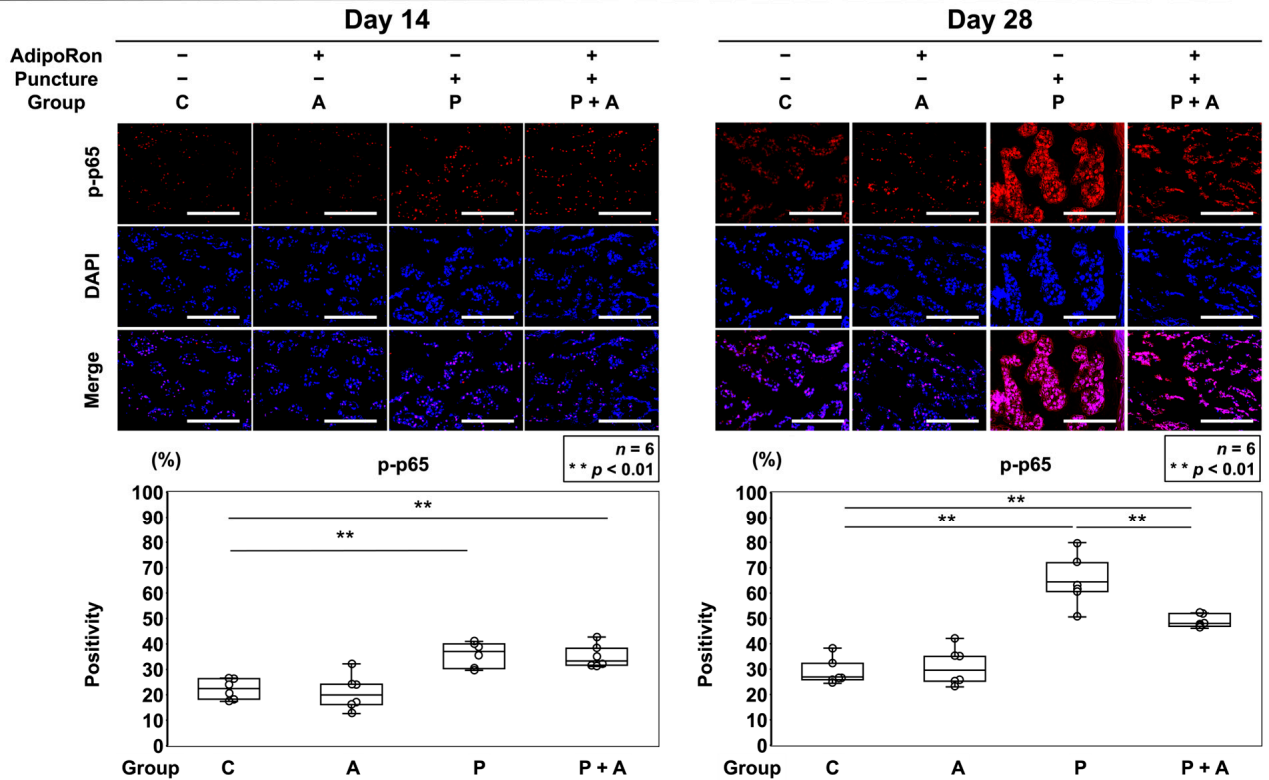 Day 14
Day 28
AdipoRon − + − + − + − +
Puncture − − + + − − + +
Group C A P P + A C A P P + A
p-p65
DAPI
Merge
(%)
p-p65
n = 6
** p < 0.01
100
90
80
70
60
50
40
30
20
10
0
Positivity
**
**
Group C A P P + A
(%)
p-p65
n = 6
** p < 0.01
100
90
80
70
60
50
40
30
20
10
0
Positivity
**
**
**
Group C A P P + A